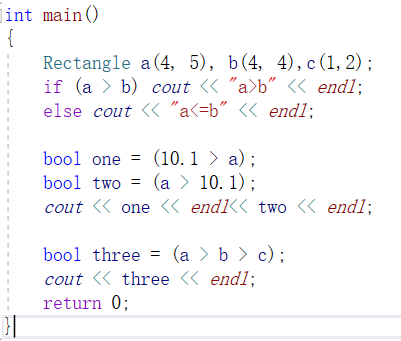 int main()
{
Rectangle a(4, 5), b(4, 4),c(1,2);
if (a > b) cout << "a>b" << endl;
else cout << "a<=b" << endl;
bool one = (10.1 > a);
bool two = (a > 10.1);
cout << one << endl<< two << endl;
bool three = (a > b > c);
cout << three << endl;
return 0;
}